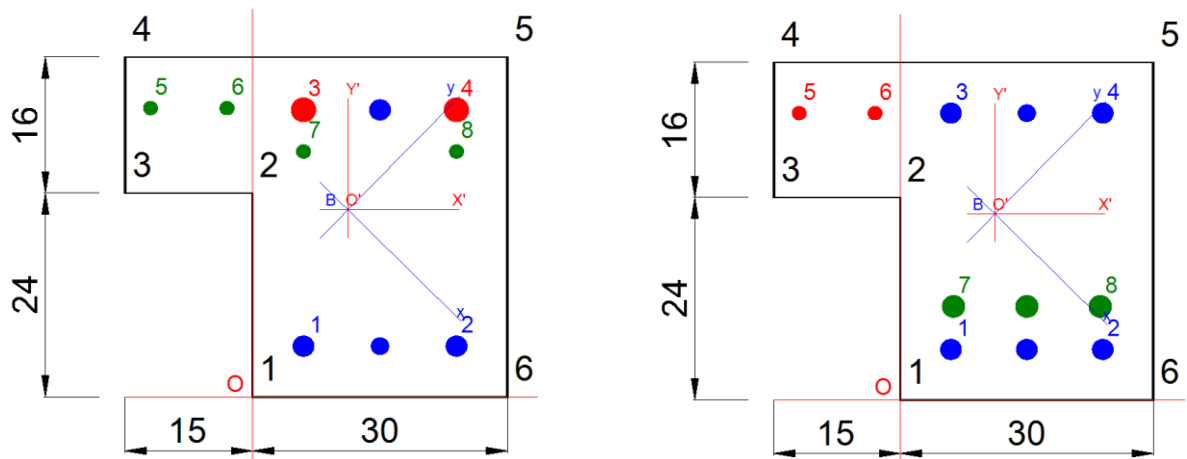 4 5 4 5
5 6 3 y 4 Y' 5 6 3 y 4 Y'
7 8
16 3 2 16 3 2
B O' X' B O' X'
24 24
7 8
1 x 2 1 x 2
1 6 1 6
O O
15 30 15 30